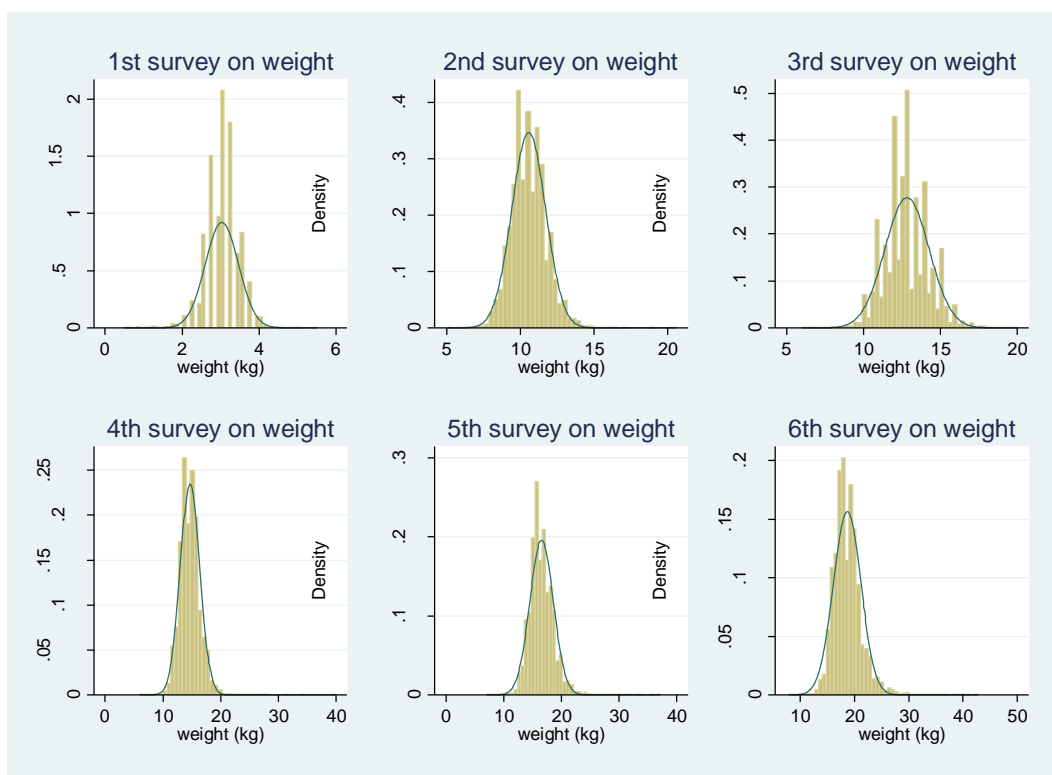 1st survey on weight
2
1.5
1
.5
0
0 2 4 6
weight (kg)
2nd survey on weight
Density
.4
.3
.2
.1
0
5 10 15 20
weight (kg)
3rd survey on weight
.5
.4
.3
.2
.1
0
5 10 15 20
weight (kg)
4th survey on weight
.25
.2
.15
.1
.05
0
0 10 20 30 40
weight (kg)
5th survey on weight
Density
.3
.2
.1
0
0 10 20 30 40
weight (kg)
6th survey on weight
.2
.15
.1
.05
0
10 20 30 40 50
weight (kg)